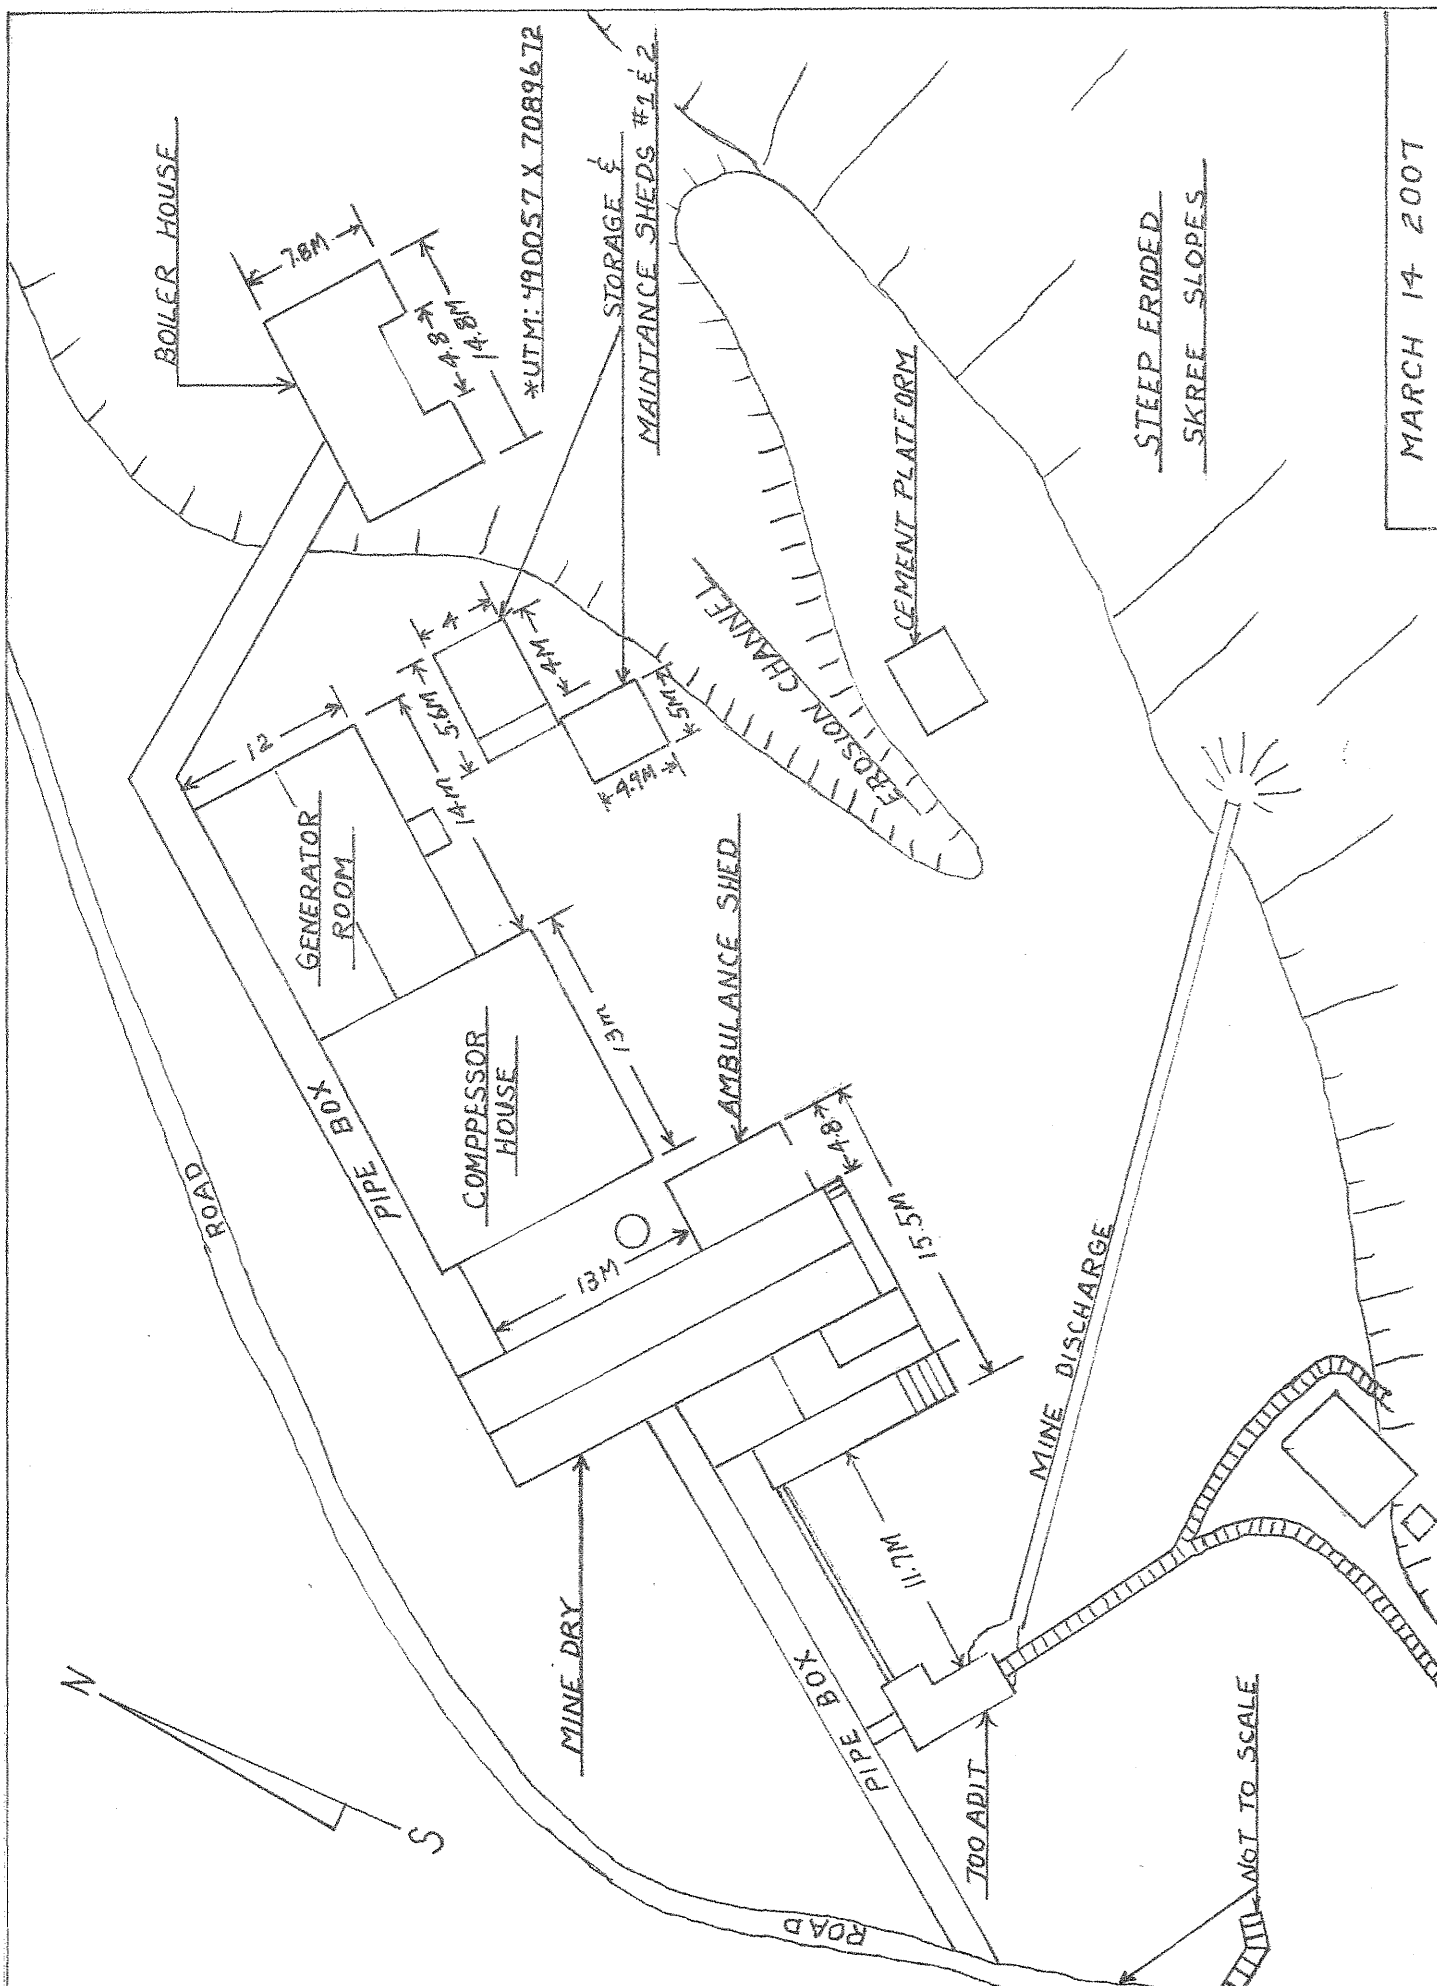 BOILER HOUSE
7.8M
4.8
14.8M
*UTM: 490057 X 7089672
STORAGE &
MAINTANCE SHEDS #1 & 2
4
5.6M
4M
5M
4.9M
12
14M
GENERATOR
ROOM
EROSION CHANNEL
CEMENT PLATFORM
STEEP ERODED
SKREE SLOPES
MARCH 14 2007
ROAD
PIPE BOX
COMPPESSOR
HOUSE
13M
AMBULANCE SHED
13M
4.8
15.5M
MINE DRY
11.7M
MINE DISCHARGE
PIPE BOX
700 ADIT
ROAD
NOT TO SCALE
N
S